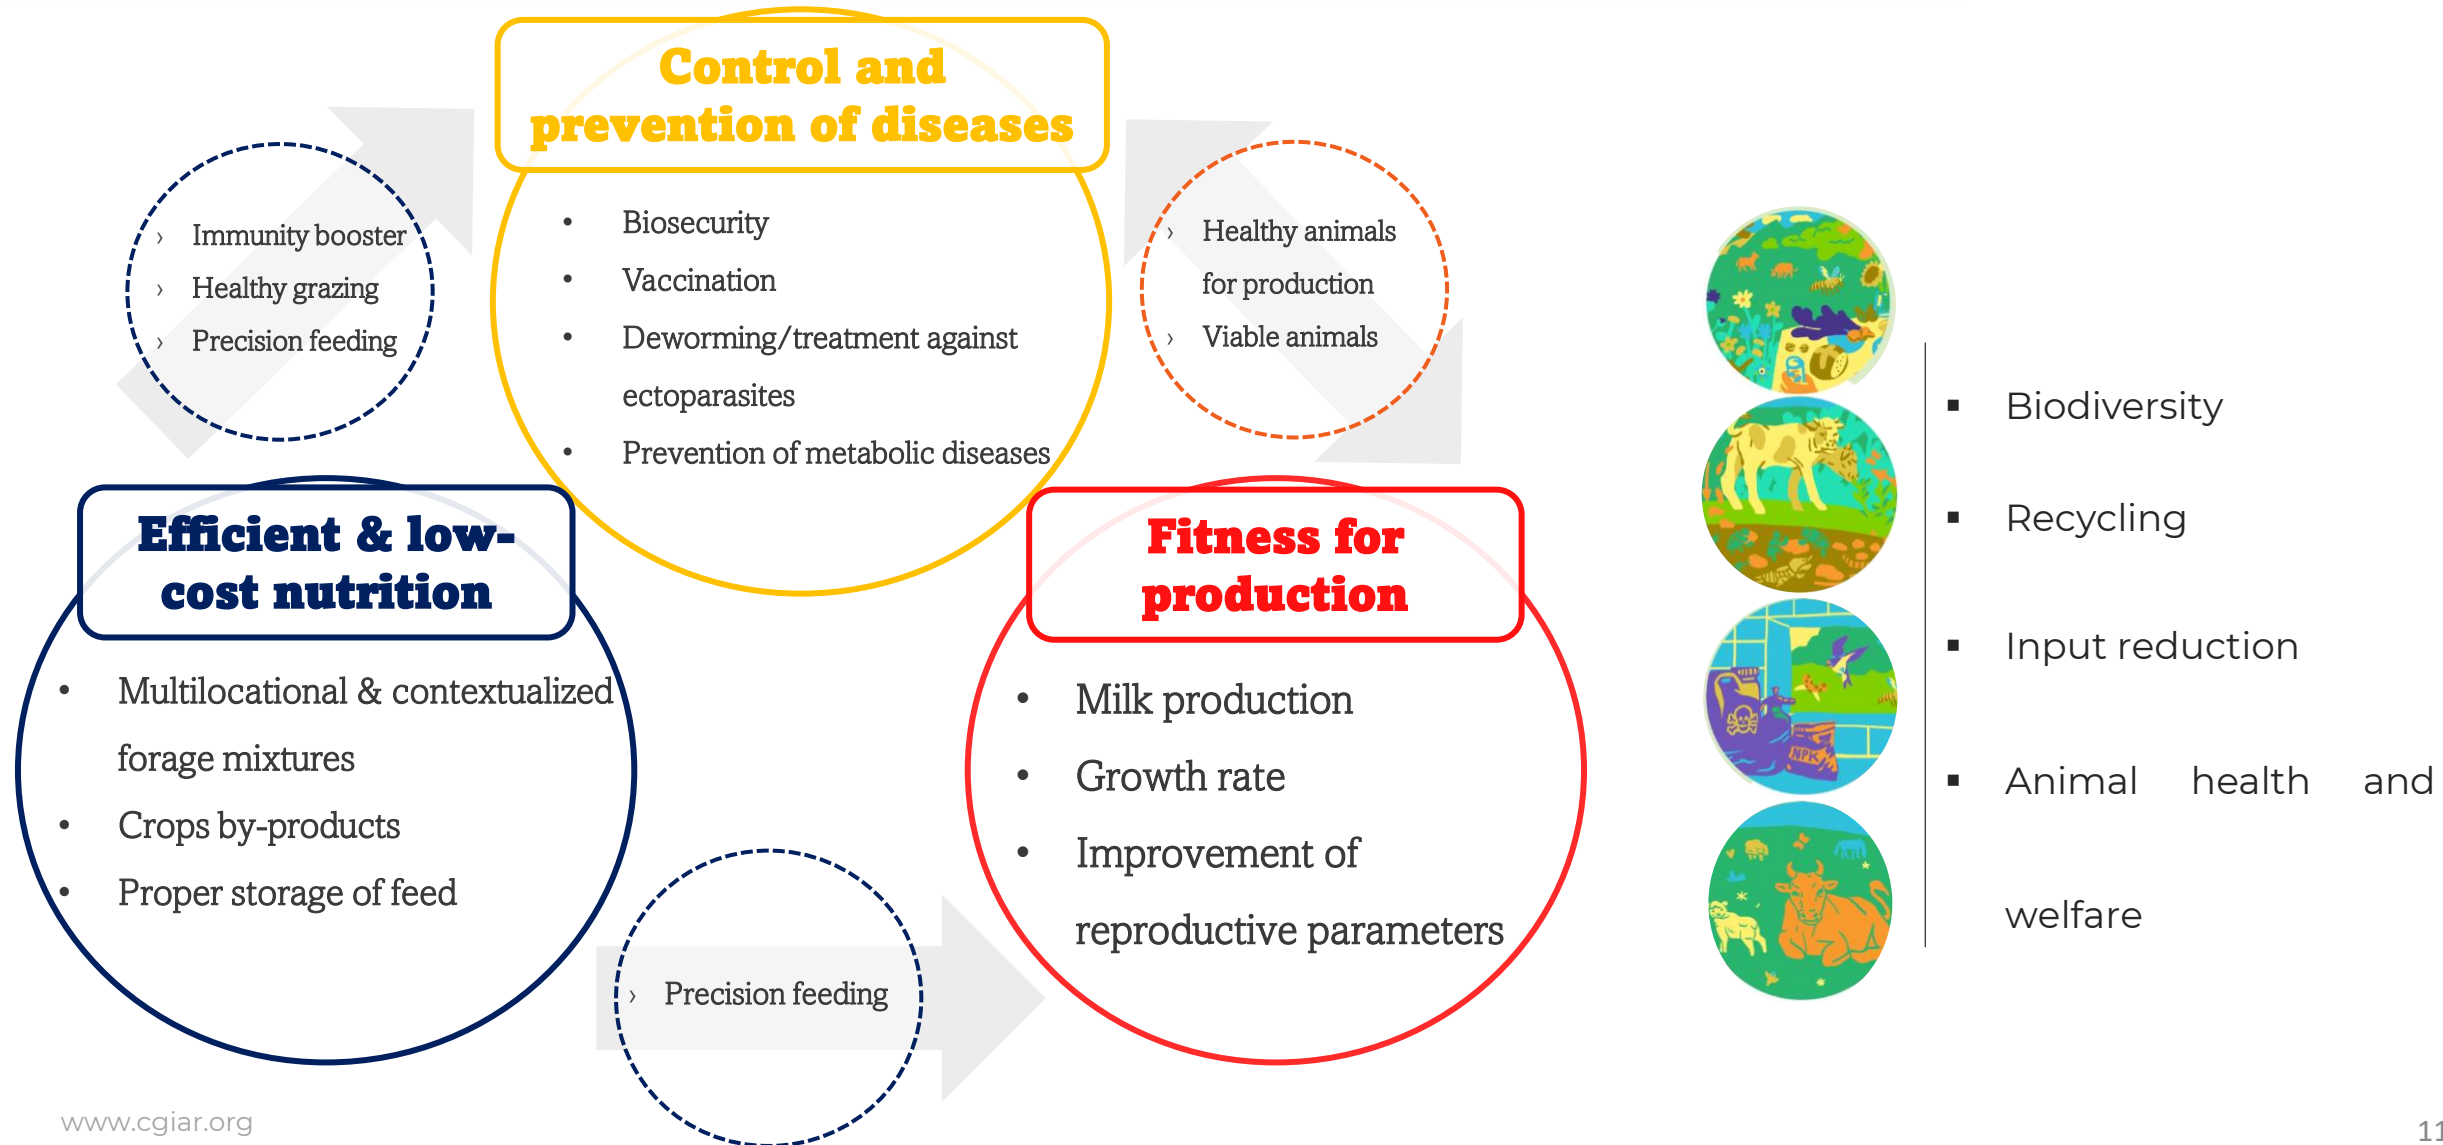 Control and
prevention of diseases
• Biosecurity
• Vaccination
• Deworming/treatment against
ectoparasites
• Prevention of metabolic diseases
› Immunity booster
› Healthy grazing
› Precision feeding
› Healthy animals
for production
› Viable animals
Efficient & low-
cost nutrition
• Multilocational & contextualized
forage mixtures
• Crops by-products
• Proper storage of feed
› Precision feeding
Fitness for
production
• Milk production
• Growth rate
• Improvement of
reproductive parameters
NPK
▪ Biodiversity
▪ Recycling
▪ Input reduction
▪ Animal health and
welfare
www.cgiar.org
11